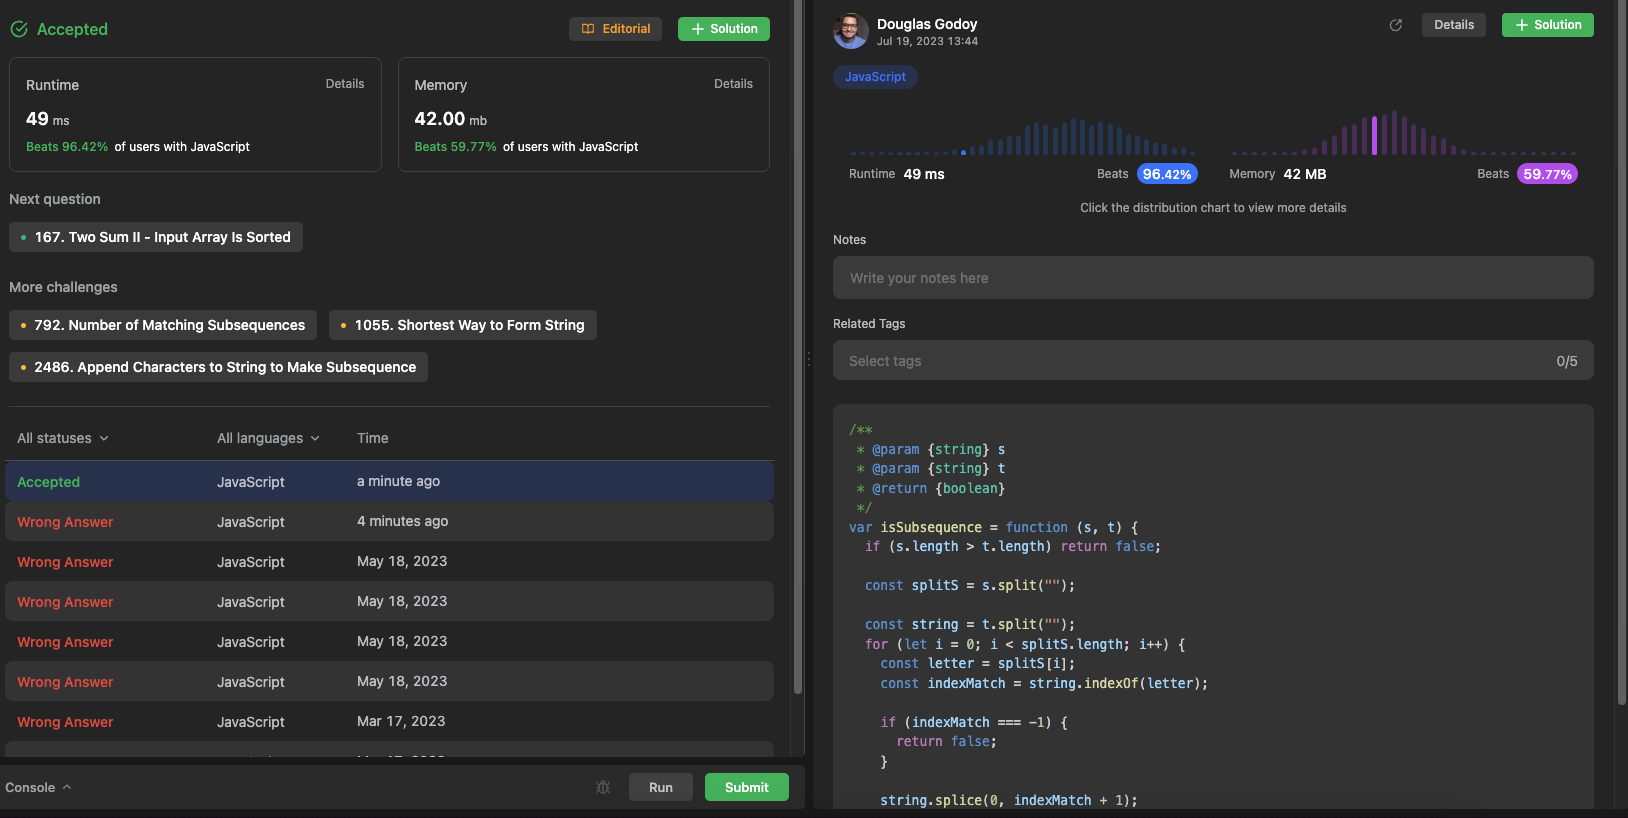 Accepted
Editorial
Solution
Runtime
Details
49 ms
Beats 96.42% of users with JavaScript
Memory
Details
42.00 mb
Beats 59.77% of users with JavaScript
Next question
167. Two Sum II - Input Array Is Sorted
More challenges
792. Number of Matching Subsequences
1055. Shortest Way to Form String
2486. Append Characters to String to Make Subsequence
All statuses All languages Time
Accepted JavaScript a minute ago
Wrong Answer JavaScript 4 minutes ago
Wrong Answer JavaScript May 18, 2023
Wrong Answer JavaScript May 18, 2023
Wrong Answer JavaScript May 18, 2023
Wrong Answer JavaScript May 18, 2023
Wrong Answer JavaScript Mar 17, 2023
Console
Run
Submit
Douglas Godoy
Jul 19, 2023 13:44
Details
Solution
JavaScript
Runtime 49 ms Beats 96.42%
Memory 42 MB Beats 59.77%
Click the distribution chart to view more details
Notes
Write your notes here
Related Tags
Select tags 0/5
/**
 * @param {string} s
 * @param {string} t
 * @return {boolean}
 */
var isSubsequence = function (s, t) {
  if (s.length > t.length) return false;
  const splitS = s.split("");
  const string = t.split("");
  for (let i = 0; i < splitS.length; i++) {
    const letter = splitS[i];
    const indexMatch = string.indexOf(letter);
    if (indexMatch === -1) {
      return false;
    }
    string.splice(0, indexMatch + 1);